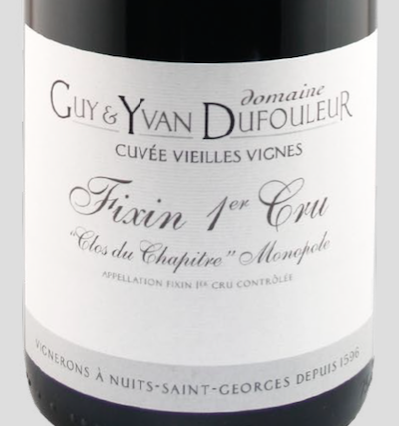 domaine
GUY & YVAN DUFOULEUR
CUVÉE VIEILLES VIGNES
Fixin 1er Cru
"Clos du Chapitre" Monopole
APPELLATION FIXIN 1ER CRU CONTRÔLÉE
VIGNERONS À NUITS-SAINT-GEORGES DEPUIS 1596